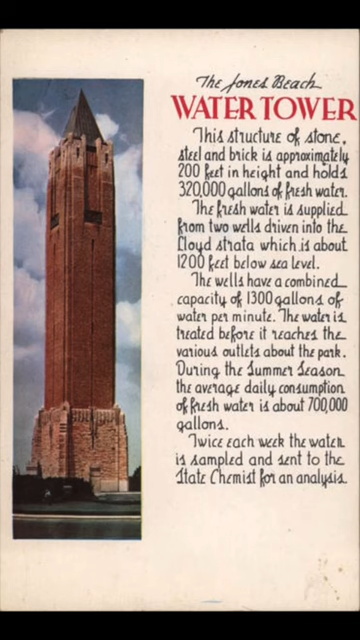 The Jones Beach
WATER TOWER
This structure of stone,
steel and brick is approximately
200 feet in height and holds
320,000 gallons of fresh water.
The fresh water is supplied
from two wells driven into the
Lloyd strata which is about
1200 feet below sea level.
The wells have a combined
capacity of 1300 gallons of
water per minute. The water is
treated before it reaches the
various outlets about the park.
During the Summer Season
the average daily consumption
of fresh water is about 700,000
gallons.
Twice each week the water
is sampled and sent to the
State Chemist for an analysis.